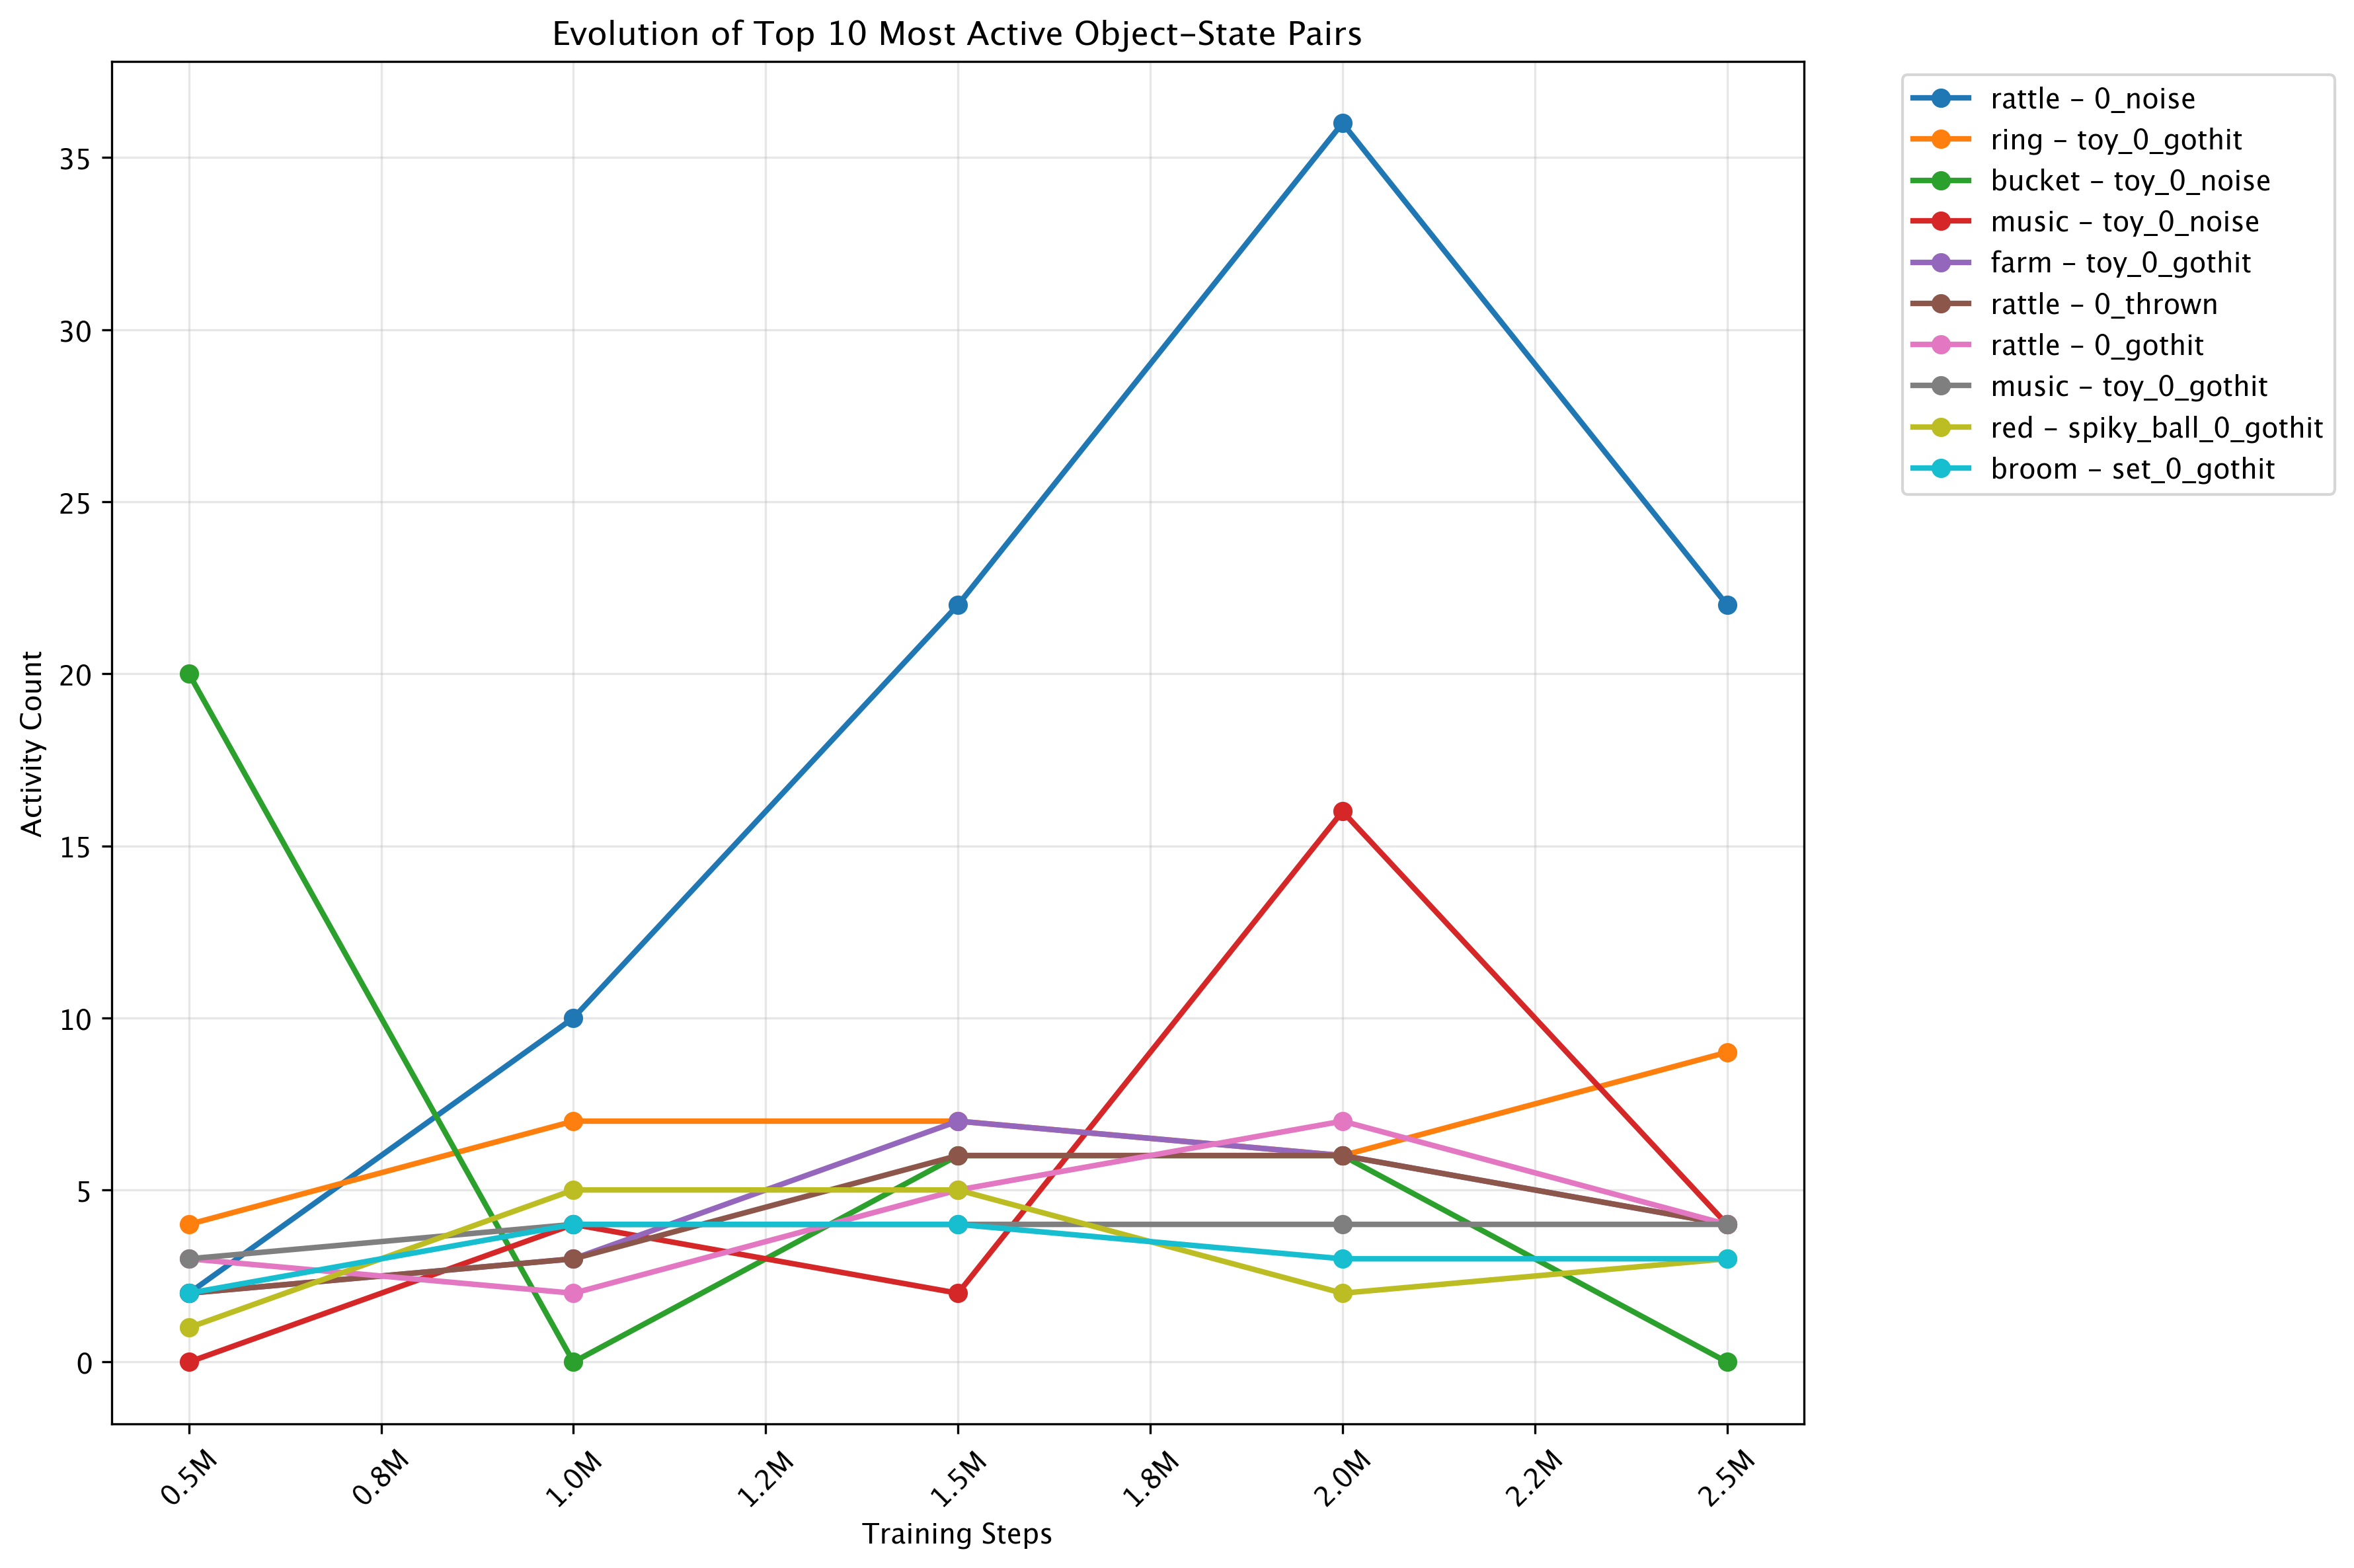 Evolution of Top 10 Most Active Object-State Pairs
Activity Count
35
30
25
20
15
10
5
0
0.5M
0.8M
1.0M
1.2M
1.5M
1.8M
2.0M
2.2M
2.5M
Training Steps
rattle - 0_noise
ring - toy_0_gothit
bucket - toy_0_noise
music - toy_0_noise
farm - toy_0_gothit
rattle - 0_thrown
rattle - 0_gothit
music - toy_0_gothit
red - spiky_ball_0_gothit
broom - set_0_gothit